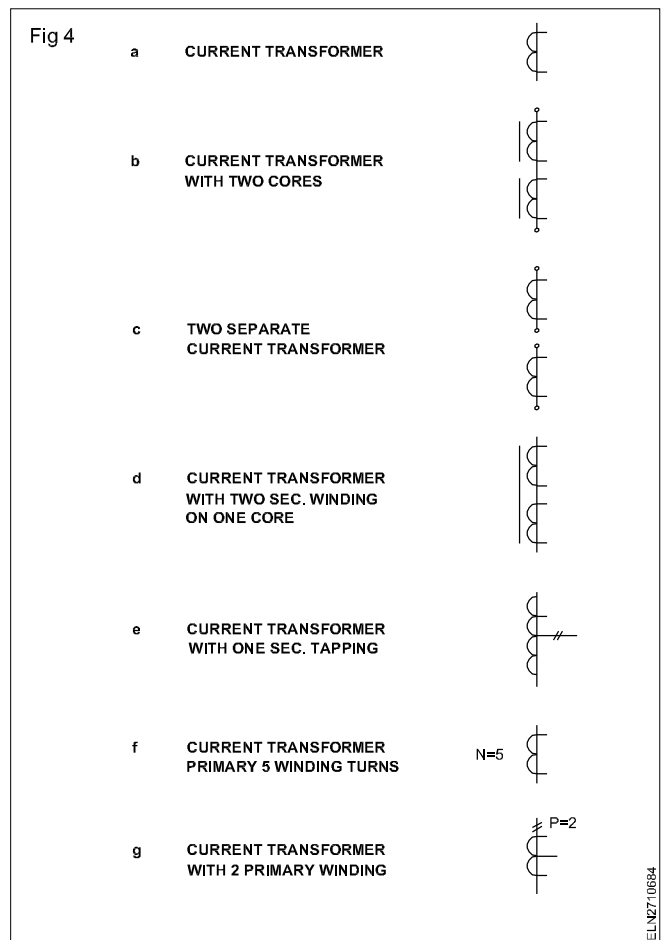 Fig 4
a CURRENT TRANSFORMER
b CURRENT TRANSFORMER
WITH TWO CORES
c TWO SEPARATE
CURRENT TRANSFORMER
d CURRENT TRANSFORMER
WITH TWO SEC. WINDING
ON ONE CORE
e CURRENT TRANSFORMER
WITH ONE SEC. TAPPING
f CURRENT TRANSFORMER N=5
PRIMARY 5 WINDING TURNS
P=2
g CURRENT TRANSFORMER
WITH 2 PRIMARY WINDING
ELN2710684